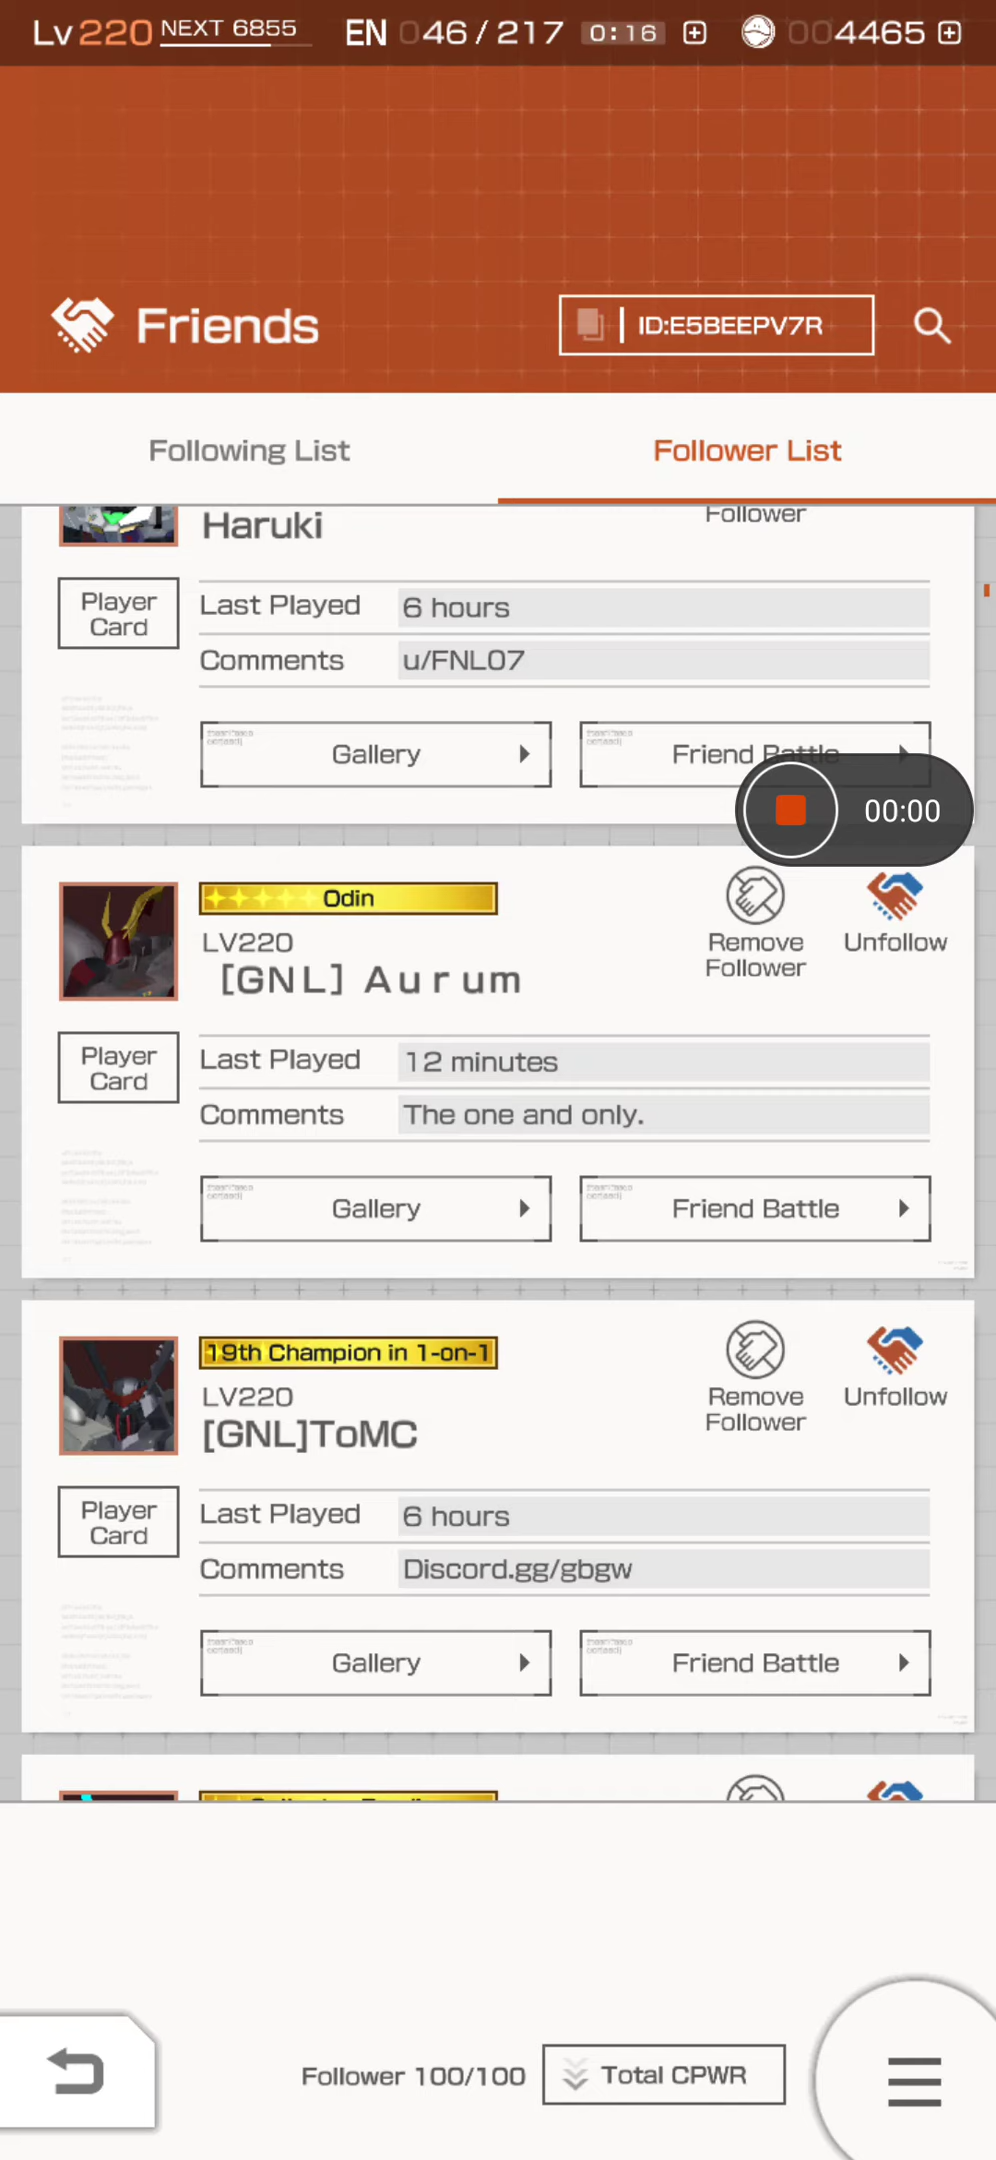 Lv220 NEXT 6855 EN 046/217 0:16 004465
Friends
ID:E5BEEPV7R
Following List
Follower List
Haruki
Follower
Player Card
Last Played 6 hours
Comments u/FNL07
Gallery
Friend Battle
00:00
Odin
LV220
[GNL] Aurum
Remove Follower
Unfollow
Player Card
Last Played 12 minutes
Comments The one and only.
Gallery
Friend Battle
19th Champion in 1-on-1
LV220
[GNL]ToMC
Remove Follower
Unfollow
Player Card
Last Played 6 hours
Comments Discord.gg/gbgw
Gallery
Friend Battle
Follower 100/100
Total CPWR